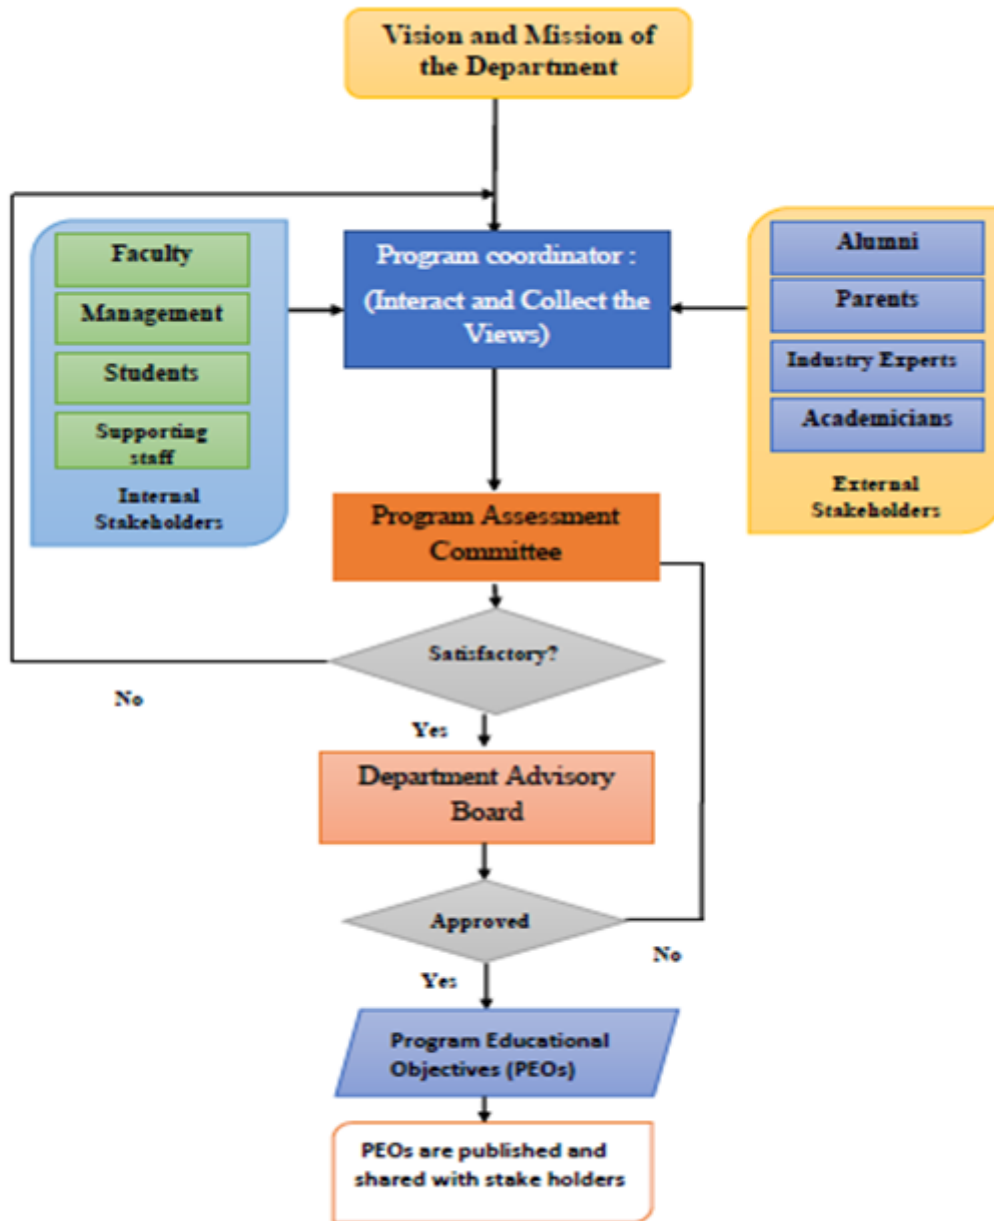 Vision and Mission of
the Department
Faculty
Management
Students
Supporting
staff
Internal
Stakeholders
Program coordinator :
(Interact and Collect the
Views)
Alumni
Parents
Industry Experts
Academicians
External
Stakeholders
Program Assessment
Committee
Satisfactory?
No
Yes
Department Advisory
Board
Approved
No
Yes
Program Educational
Objectives (PEOs)
PEOs are published and
shared with stake holders